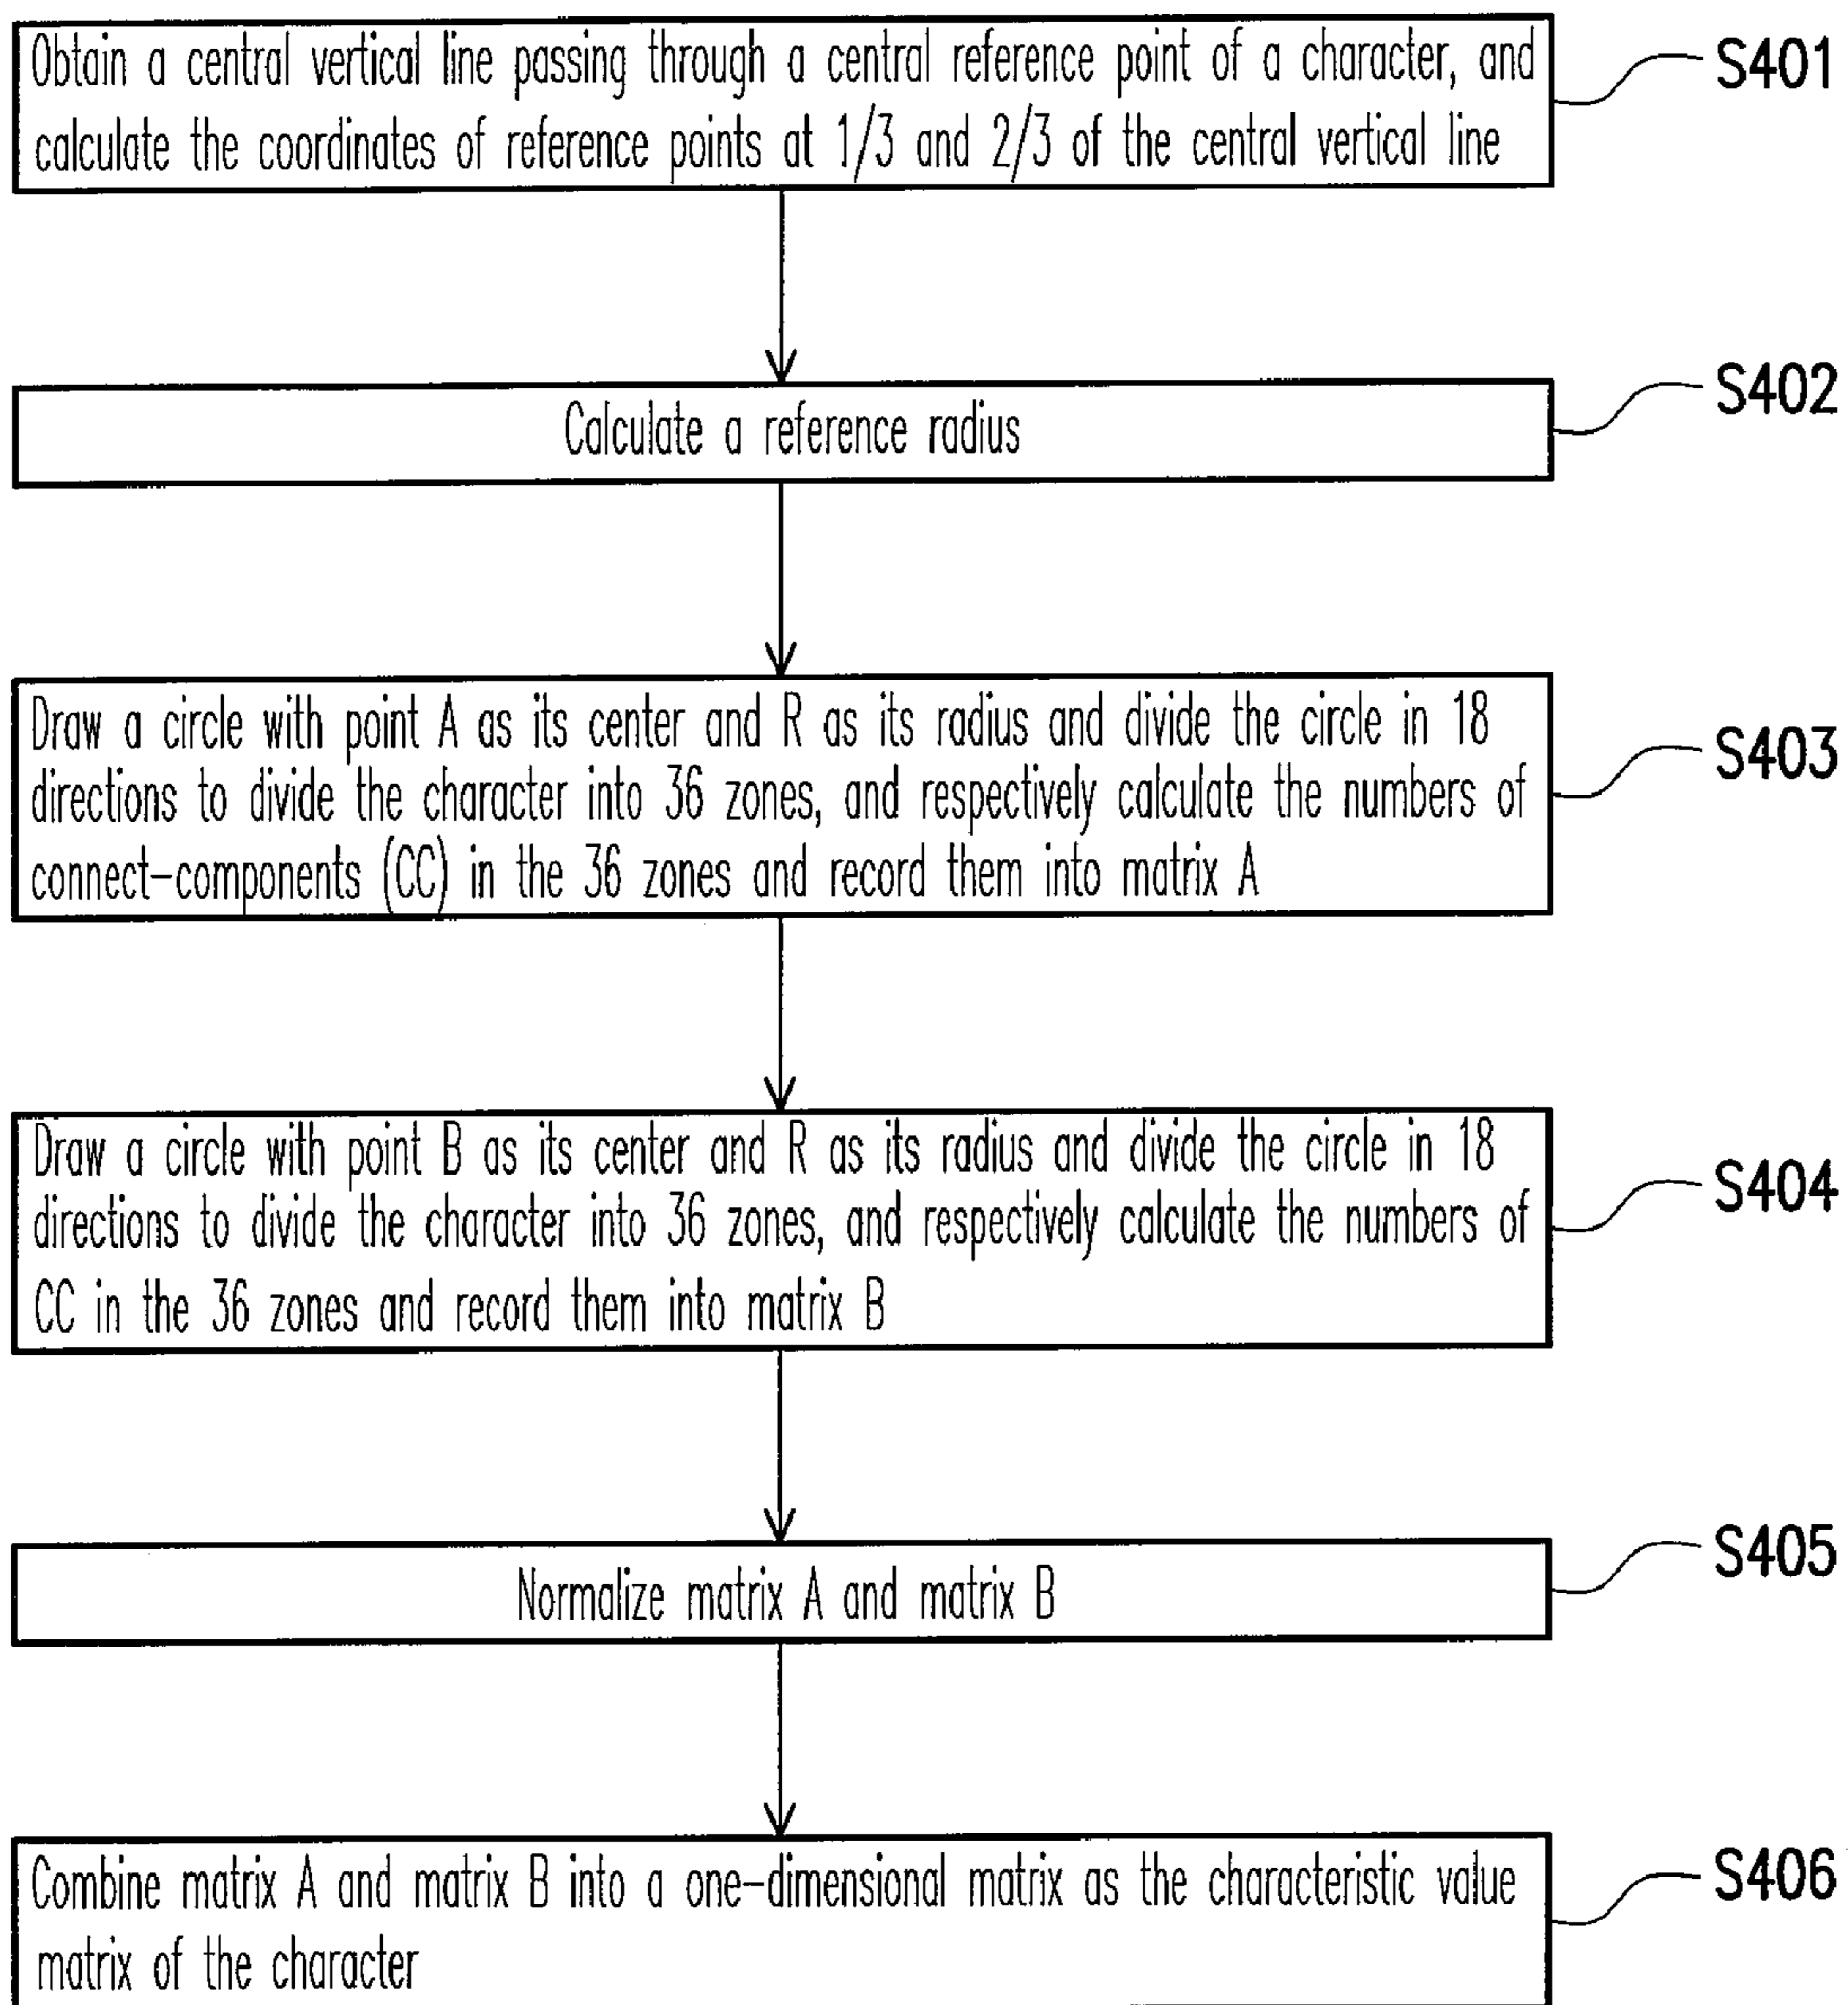 Obtain a central vertical line passing through a central reference point of a character, and
calculate the coordinates of reference points at 1/3 and 2/3 of the central vertical line
S401
Calculate a reference radius
S402
Draw a circle with point A as its center and R as its radius and divide the circle in 18
directions to divide the character into 36 zones, and respectively calculate the numbers of
connect-components (CC) in the 36 zones and record them into matrix A
S403
Draw a circle with point B as its center and R as its radius and divide the circle in 18
directions to divide the character into 36 zones, and respectively calculate the numbers of
CC in the 36 zones and record them into matrix B
S404
Normalize matrix A and matrix B
S405
Combine matrix A and matrix B into a one-dimensional matrix as the characteristic value
matrix of the character
S406